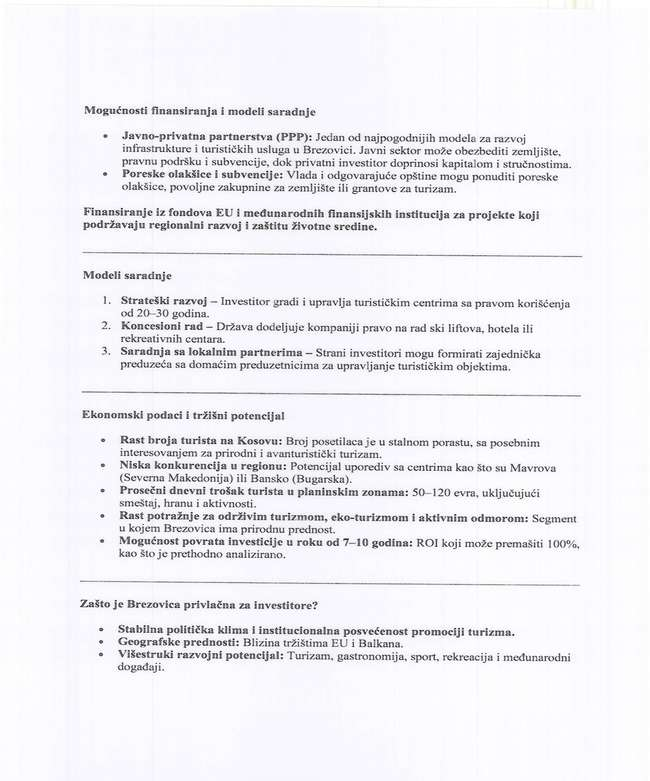 Mogućnosti finansiranja i modeli saradnje
• Javno-privatna partnerstva (PPP): Jedan od najpogodnijih modela za razvoj
infrastrukture i turističkih usluga u Brezovici. Javni sektor može obezbediti zemljište,
pravnu podršku i subvencije, dok privatni investitor doprinosi kapitalom i stručnostima.
• Poreske olakšice i subvencije: Vlada i odgovarajuće opštine mogu ponuditi poreske
olakšice, povoljne zakupnine za zemljište ili grantove za turizam.
Finansiranje iz fondova EU i međunarodnih finansijskih institucija za projekte koji
podržavaju regionalni razvoj i zaštitu životne sredine.
Modeli saradnje
1. Strateški razvoj – Investitor gradi i upravlja turističkim centrima sa pravom korišćenja
od 20–30 godina.
2. Koncesioni rad – Država dodeljuje kompaniji pravo na rad ski liftova, hotela ili
rekreativnih centara.
3. Saradnja sa lokalnim partnerima – Strani investitori mogu formirati zajednička
preduzeća sa domaćim preduzetnicima za upravljanje turističkim objektima.
Ekonomski podaci i tržišni potencijal
• Rast broja turista na Kosovu: Broj posetilaca je u stalnom porastu, sa posebnim
interesovanjem za prirodni i avanturistički turizam.
• Niska konkurencija u regionu: Potencijal uporediv sa centrima kao što su Mavrova
(Severna Makedonija) ili Bansko (Bugarska).
• Prosečni dnevni trošak turista u planinskim zonama: 50–120 evra, uključujući
smeštaj, hranu i aktivnosti.
• Rast potražnje za održivim turizmom, eko-turizmom i aktivnim odmorom: Segment
u kojem Brezovica ima prirodnu prednost.
• Mogućnost povrata investicije u roku od 7–10 godina: ROI koji može premašiti 100%,
kao što je prethodno analizirano.
Zašto je Brezovica privlačna za investitore?
• Stabilna politička klima i institucionalna posvećenost promociji turizma.
• Geografske prednosti: Blizina tržištima EU i Balkana.
• Višestruki razvojni potencijal: Turizam, gastronomija, sport, rekreacija i međunarodni
događaji.